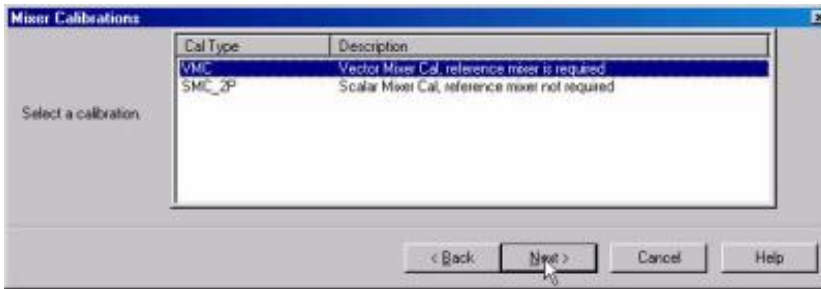 Mixer Calibrations
Cal Type Description
VMC Vector Mixer Cal, reference mixer is required
SMC_2P Scalar Mixer Cal, reference mixer not required
Select a calibration.
< Back Next > Cancel Help